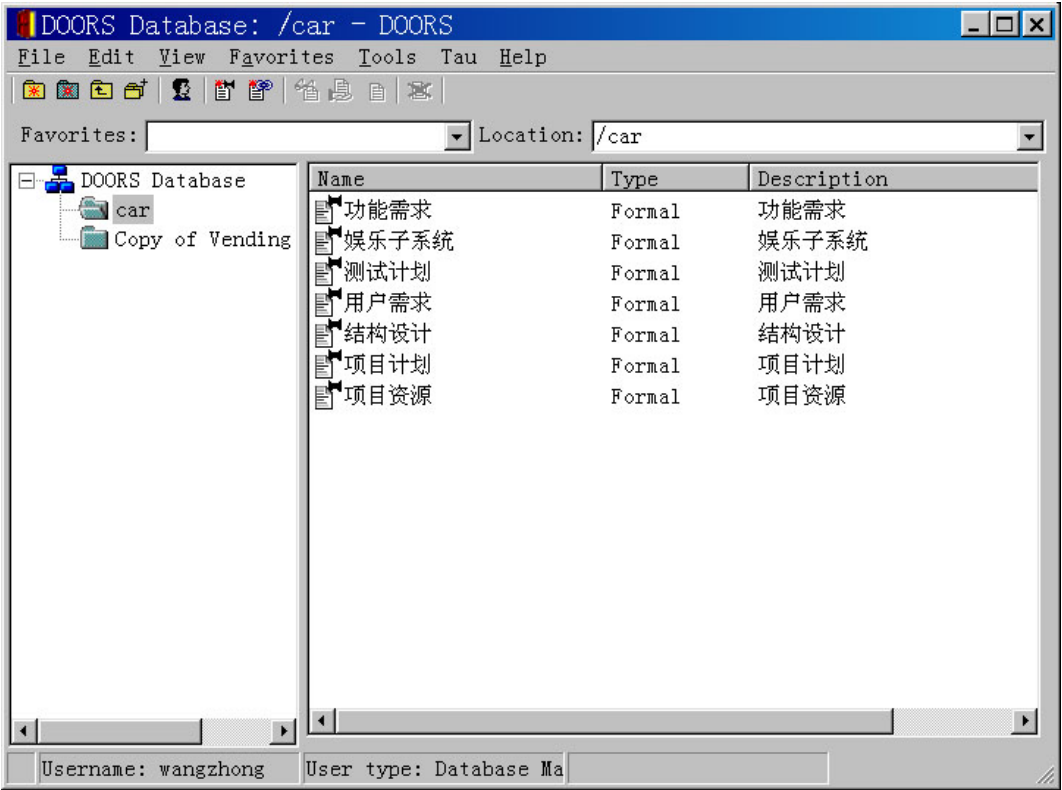 DOORS Database: /car - DOORS
File Edit View Favorites Tools Tau Help
Favorites: Location: /car
DOORS Database
car
Copy of Vending
Name Type Description
功能需求 Formal 功能需求
娱乐子系统 Formal 娱乐子系统
测试计划 Formal 测试计划
用户需求 Formal 用户需求
结构设计 Formal 结构设计
项目计划 Formal 项目计划
项目资源 Formal 项目资源
Username: wangzhong User type: Database Ma